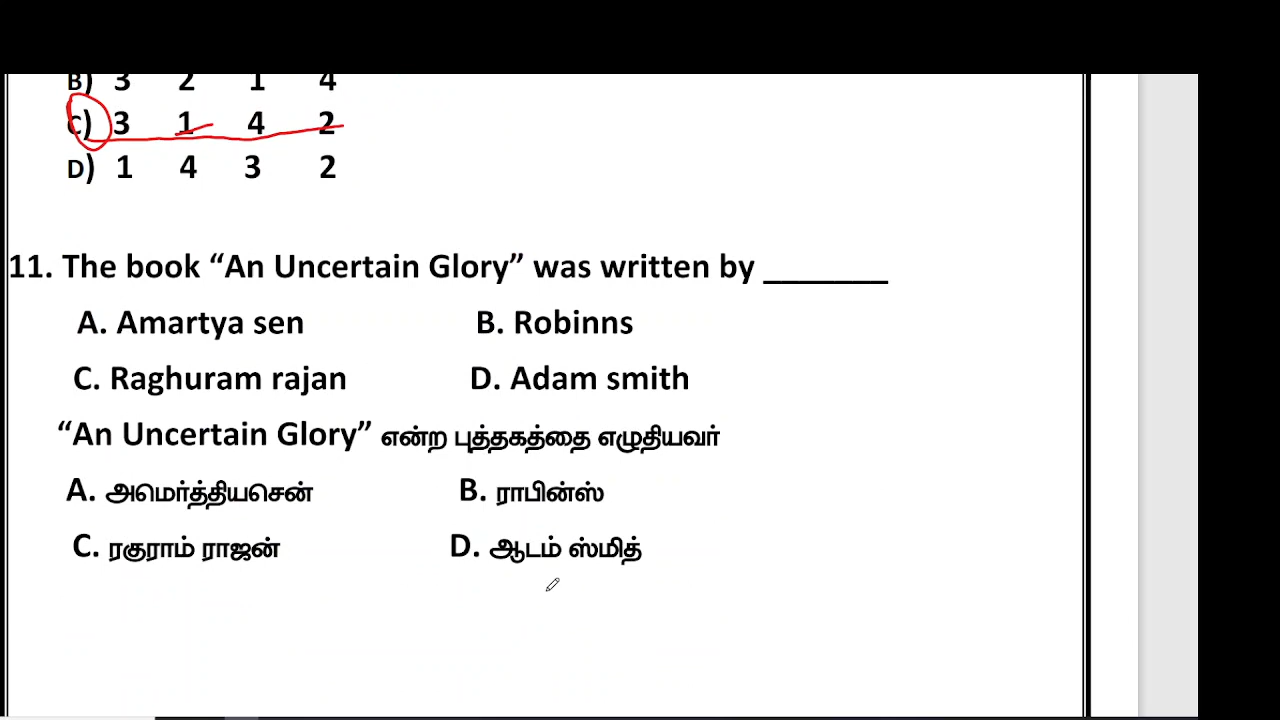 B) 3 2 1 4
C) 3 1 4 2
D) 1 4 3 2
11. The book “An Uncertain Glory” was written by _______
A. Amartya sen B. Robinns
C. Raghuram rajan D. Adam smith
“An Uncertain Glory” என்ற புத்தகத்தை எழுதியவர்
A. அமெர்த்தியசென் B. ராபின்ஸ்
C. ரகுராம் ராஜன் D. ஆடம் ஸ்மித்